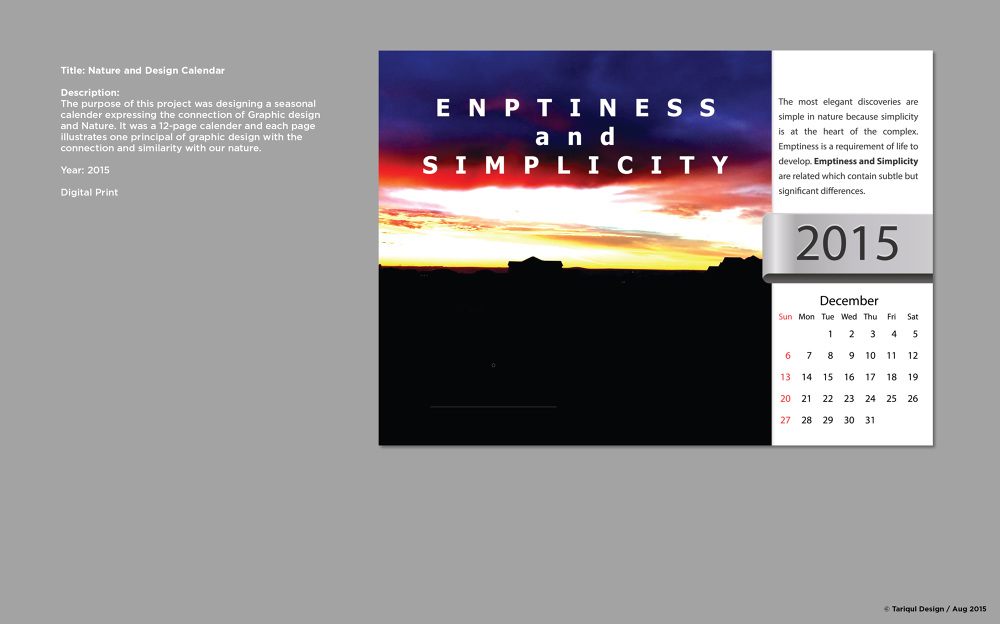 Title: Nature and Design Calendar
Description:
The purpose of this project was designing a seasonal
calender expressing the connection of Graphic design
and Nature. It was a 12-page calender and each page
illustrates one principal of graphic design with the
connection and similarity with our nature.
Year: 2015
Digital Print
ENPTINESS
and
SIMPLICITY
The most elegant discoveries are
simple in nature because simplicity
is at the heart of the complex.
Emptiness is a requirement of life to
develop. Emptiness and Simplicity
are related which contain subtle but
significant differences.
2015
December
Sun Mon Tue Wed Thu Fri Sat
1 2 3 4 5
6 7 8 9 10 11 12
13 14 15 16 17 18 19
20 21 22 23 24 25 26
27 28 29 30 31
© Tariqul Design / Aug 2015